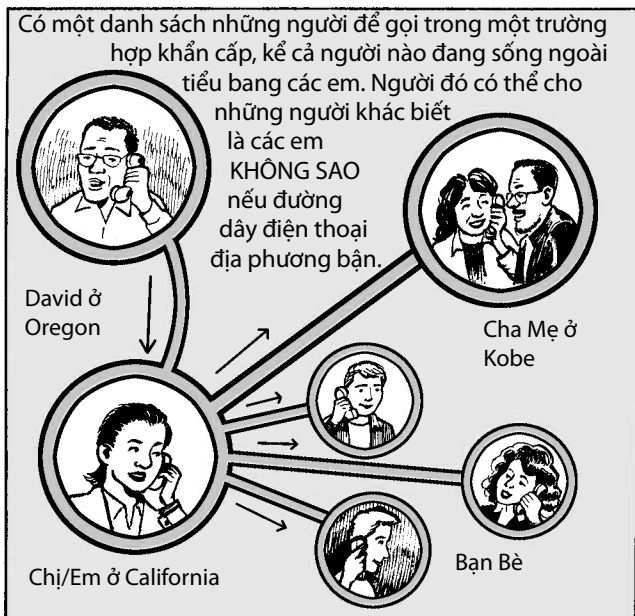 Có một danh sách những người để gọi trong một trường
hợp khẩn cấp, kể cả người nào đang sống ngoài
tiểu bang các em. Người đó có thể cho
những người khác biết
là các em
KHÔNG SAO
nếu đường
dây điện thoại
địa phương bận.
David ở
Oregon
Cha Mẹ ở
Kobe
Chị/Em ở California
Bạn Bè